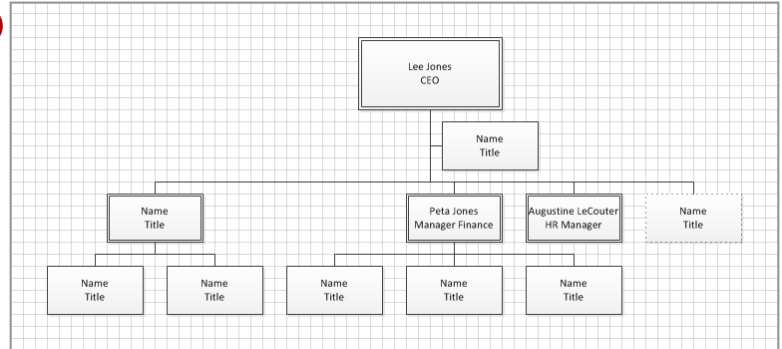 Lee Jones
CEO
Name
Title
Name
Title
Peta Jones
Manager Finance
Augustine LeCouter
HR Manager
Name
Title
Name
Title
Name
Title
Name
Title
Name
Title
Name
Title